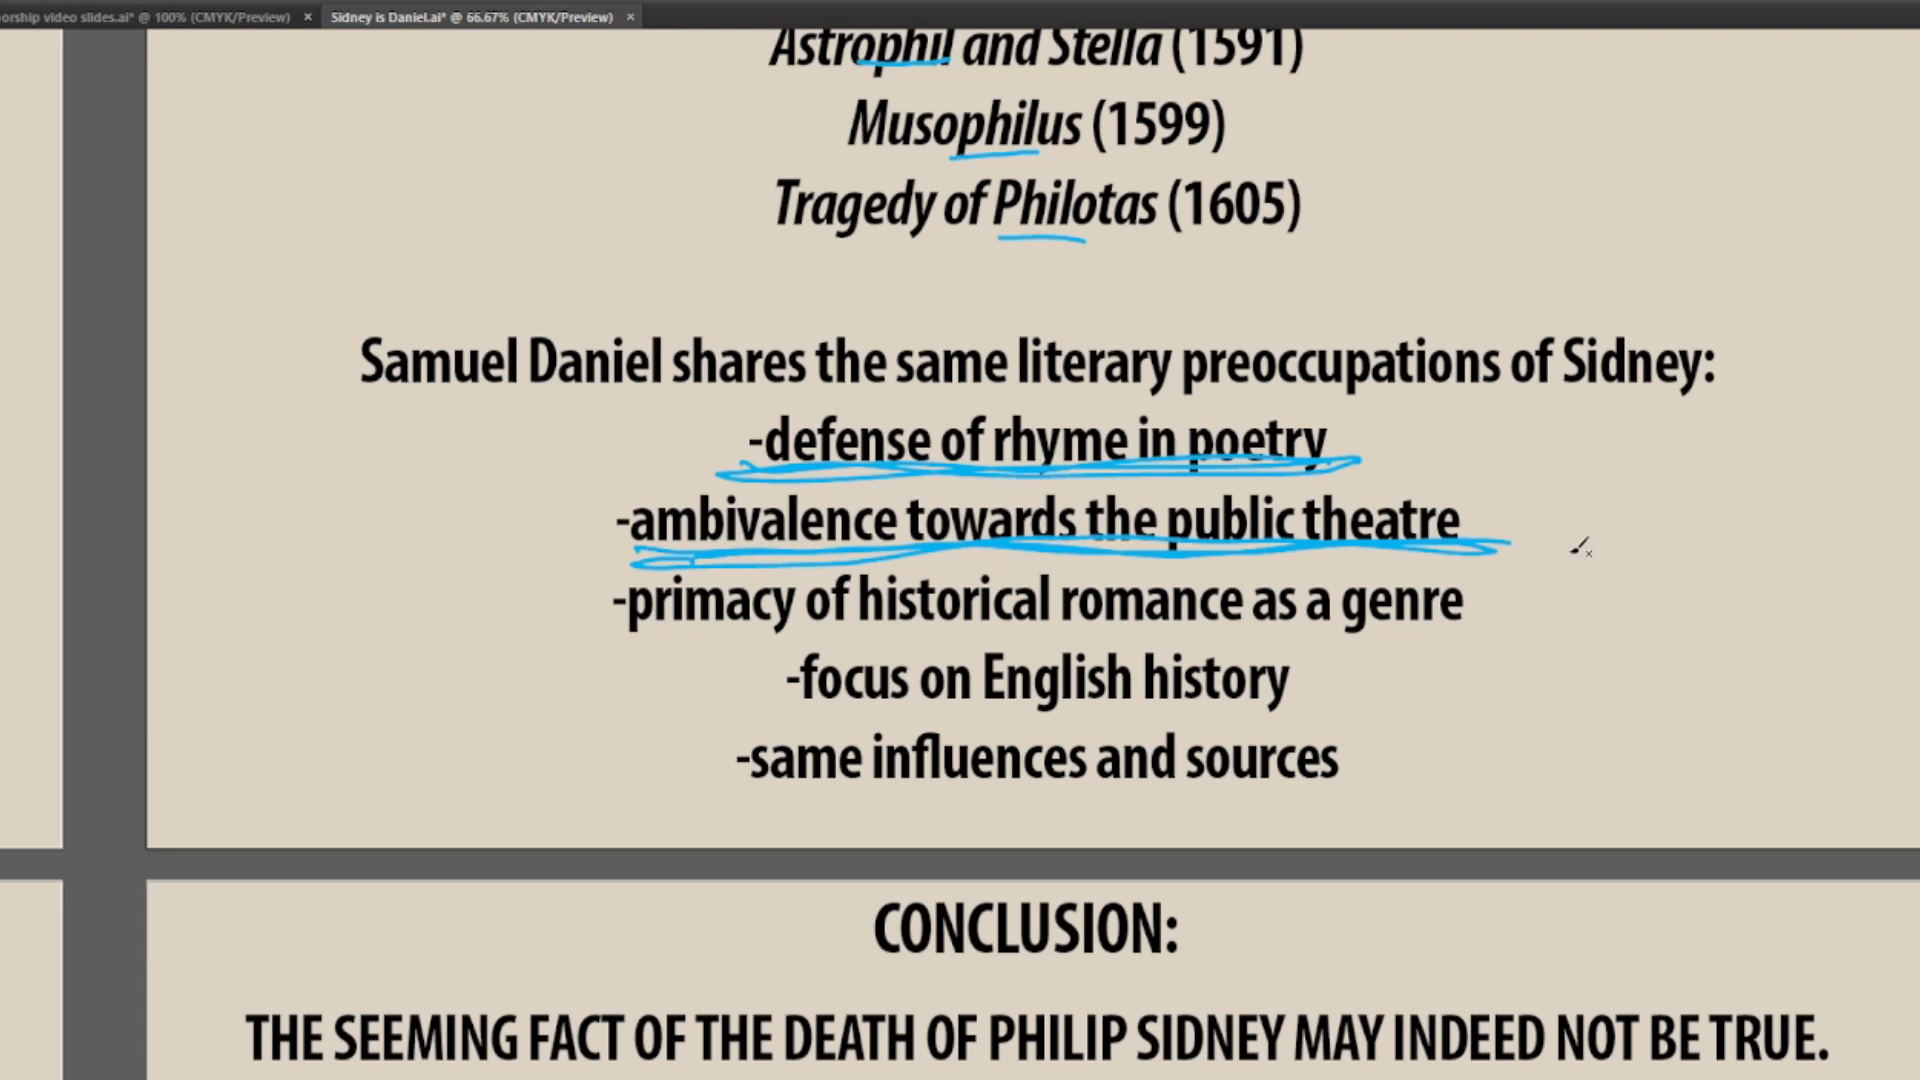 orship video slides.ai* @ 100% (CMYK/Preview) × Sidney is Daniel.ai* @ 66.67% (CMYK/Preview) ×
Astrophil and Stella (1591)
Musophilus (1599)
Tragedy of Philotas (1605)
Samuel Daniel shares the same literary preoccupations of Sidney:
-defense of rhyme in poetry
-ambivalence towards the public theatre
-primacy of historical romance as a genre
-focus on English history
-same influences and sources
CONCLUSION:
THE SEEMING FACT OF THE DEATH OF PHILIP SIDNEY MAY INDEED NOT BE TRUE.